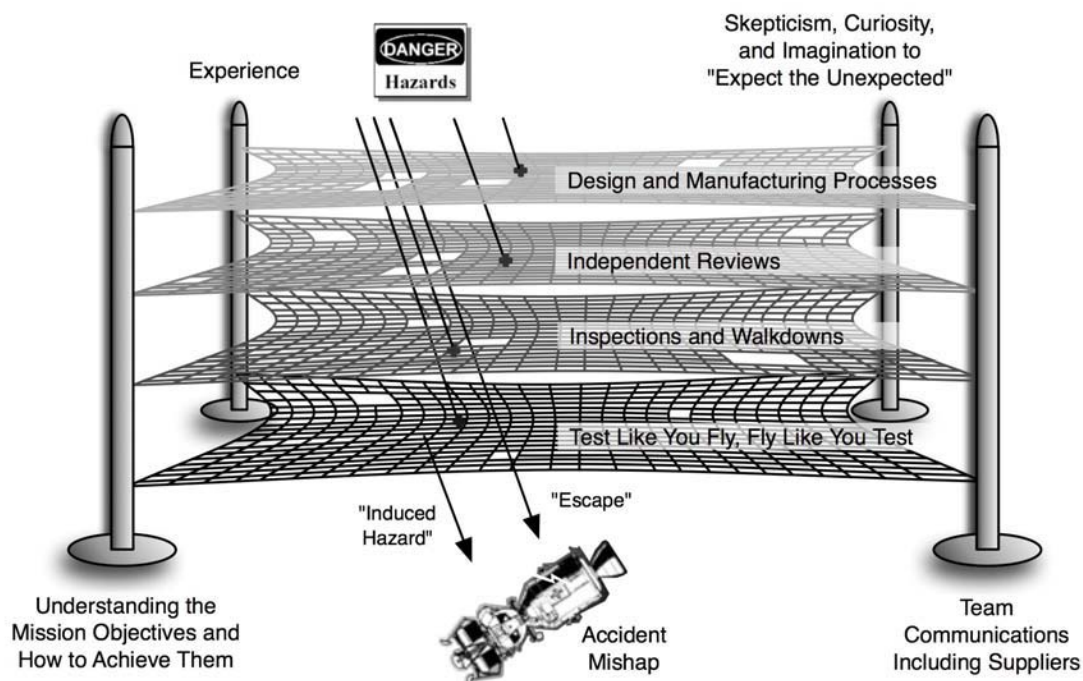 Experience
DANGER
Hazards
Skepticism, Curiosity,
and Imagination to
"Expect the Unexpected"
Design and Manufacturing Processes
Independent Reviews
Inspections and Walkdowns
Test Like You Fly, Fly Like You Test
"Induced
Hazard"
"Escape"
Understanding the
Mission Objectives and
How to Achieve Them
Accident
Mishap
Team
Communications
Including Suppliers